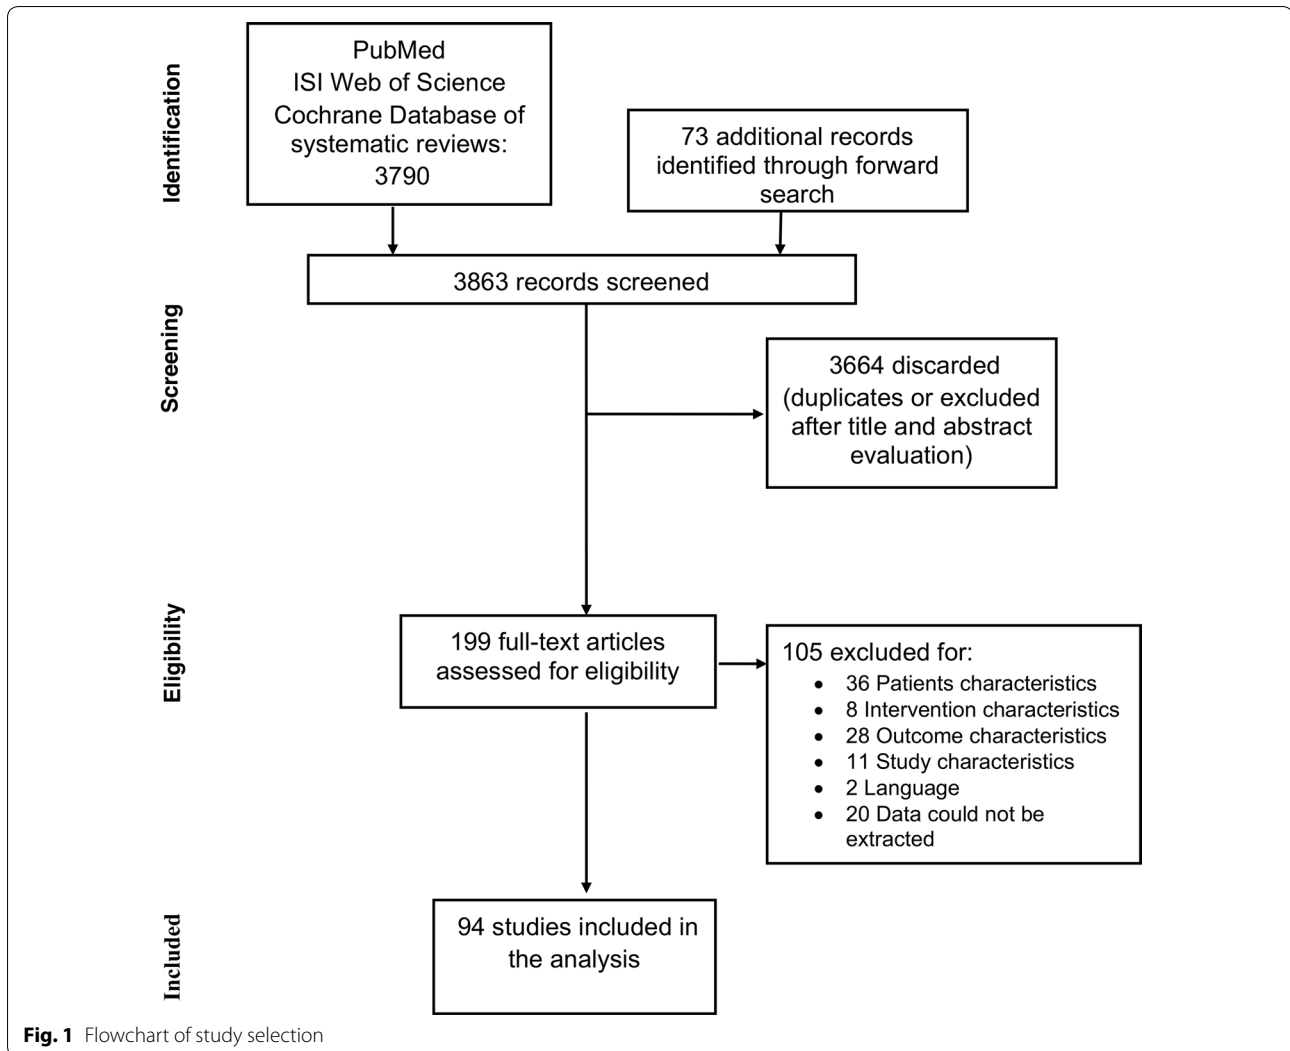 Identification
PubMed
ISI Web of Science
Cochrane Database of
systematic reviews:
3790
73 additional records
identified through forward
search
3863 records screened
Screening
3664 discarded
(duplicates or excluded
after title and abstract
evaluation)
Eligibility
199 full-text articles
assessed for eligibility
105 excluded for:
• 36 Patients characteristics
• 8 Intervention characteristics
• 28 Outcome characteristics
• 11 Study characteristics
• 2 Language
• 20 Data could not be
extracted
Included
94 studies included in
the analysis
Fig. 1 Flowchart of study selection